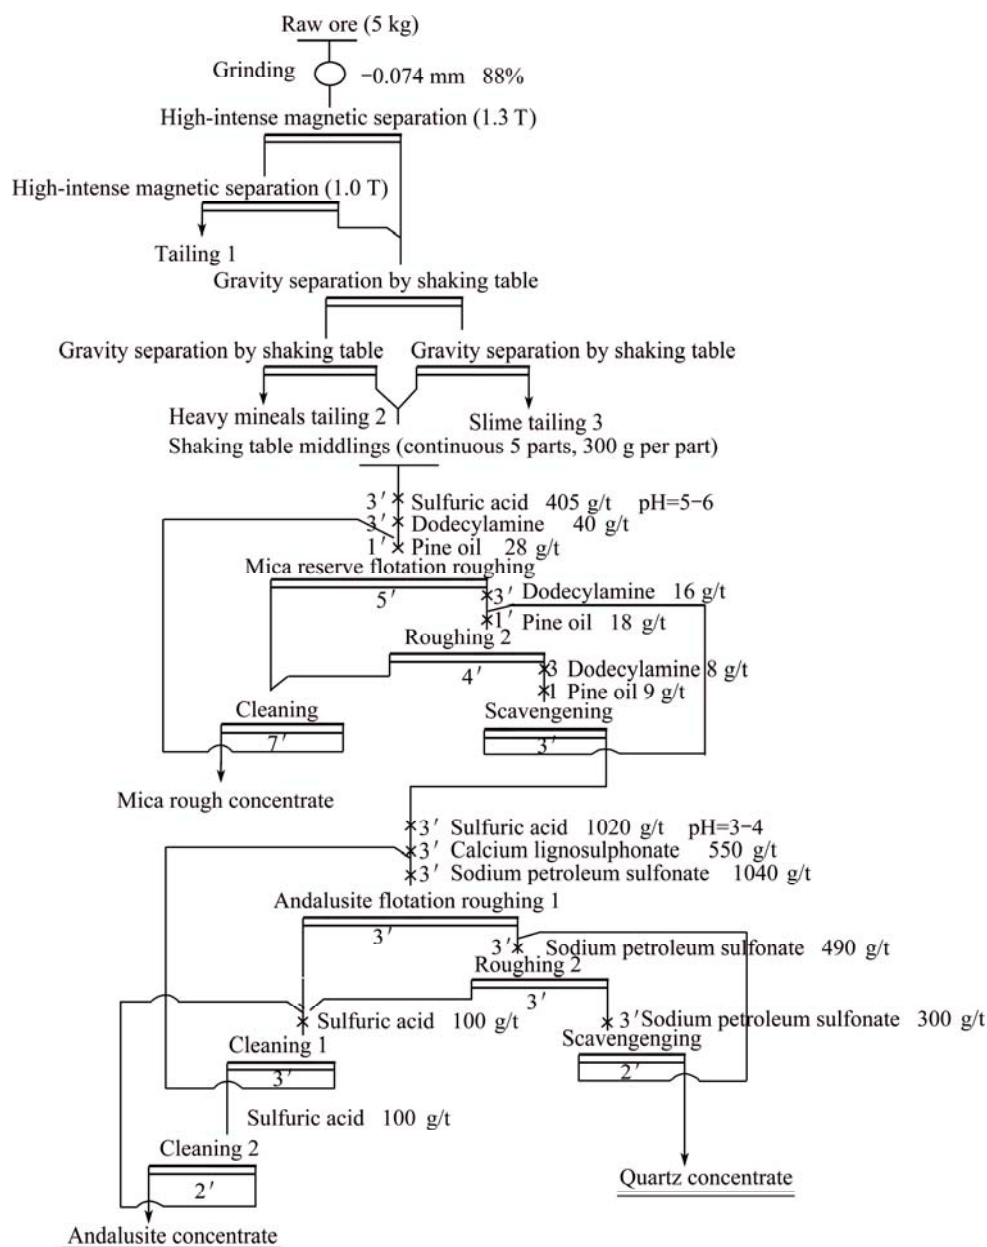 Raw ore (5 kg)
Grinding −0.074 mm 88%
High-intense magnetic separation (1.3 T)
High-intense magnetic separation (1.0 T)
Tailing 1
Gravity separation by shaking table
Gravity separation by shaking table Gravity separation by shaking table
Heavy mineals tailing 2 Slime tailing 3
Shaking table middlings (continuous 5 parts, 300 g per part)
3′ Sulfuric acid 405 g/t pH=5−6
3′ Dodecylamine 40 g/t
1′ Pine oil 28 g/t
Mica reserve flotation roughing
5′ 3′ Dodecylamine 16 g/t
1′ Pine oil 18 g/t
Roughing 2
4′ 3 Dodecylamine 8 g/t
1 Pine oil 9 g/t
Cleaning Scavengening
7′ 3′
Mica rough concentrate
3′ Sulfuric acid 1020 g/t pH=3−4
3′ Calcium lignosulphonate 550 g/t
3′ Sodium petroleum sulfonate 1040 g/t
Andalusite flotation roughing 1
3′ 3′ Sodium petroleum sulfonate 490 g/t
Roughing 2
3′
Sulfuric acid 100 g/t 3′ Sodium petroleum sulfonate 300 g/t
Cleaning 1 Scavengenging
3′ 2′
Sulfuric acid 100 g/t
Cleaning 2
2′ Quartz concentrate
Andalusite concentrate